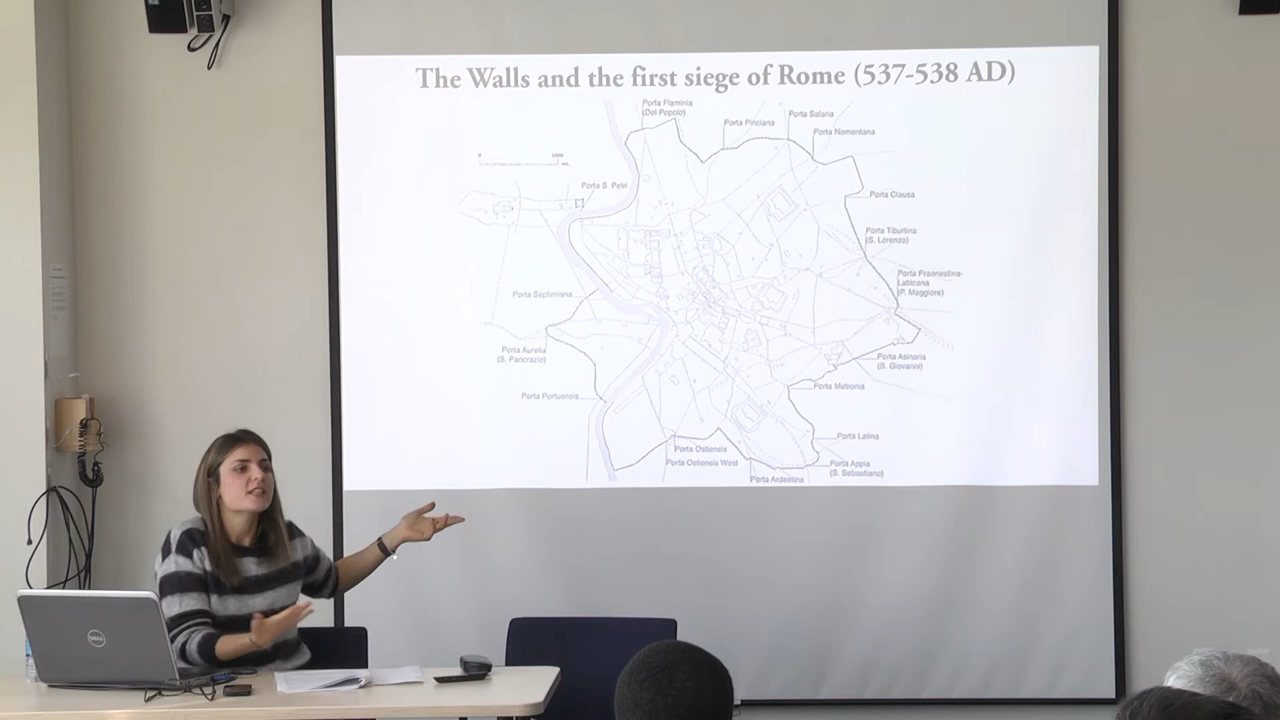 The Walls and the first siege of Rome (537-538 AD)
Porta Flaminia
(Del Popolo)
Porta Pinciana
Porta Salaria
Porta Nomentana
Porta S. Petri
Porta Clausa
Porta Tiburtina
(S. Lorenzo)
Porta Praenestina-
Labicana
(P. Maggiore)
Porta Septimiana
Porta Aurelia
(S. Pancrazio)
Porta Asinaria
(S. Giovanni)
Porta Metronia
Porta Portuensis
Porta Latina
Porta Ostiensis
Porta Ostiensis West
Porta Appia
(S. Sebastiano)
Porta Ardeatina
DELL